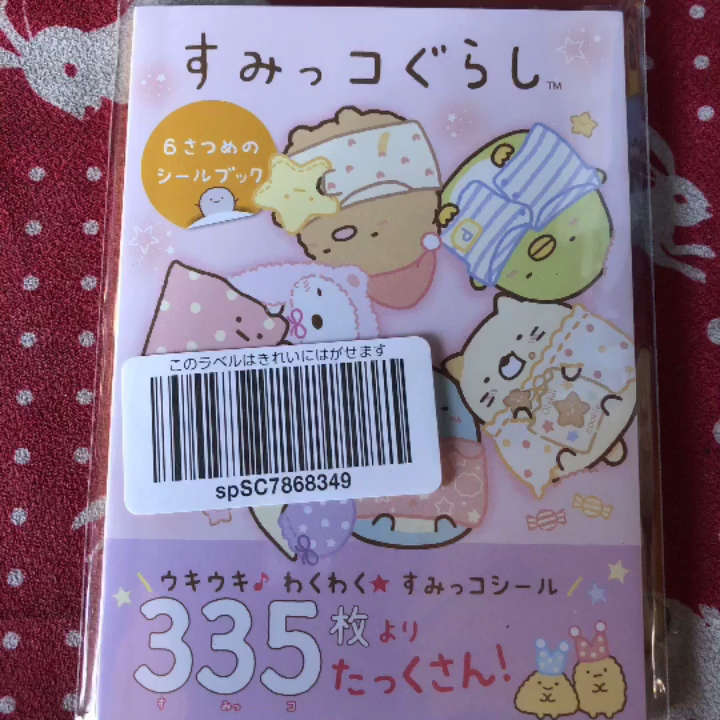 すみっコぐらし™
6さつめの
シールブック
このラベルはきれいにはがせます
spSC7868349
ウキウキ♪ わくわく★ すみっコシール
335枚より
すみっコ
たっくさん!